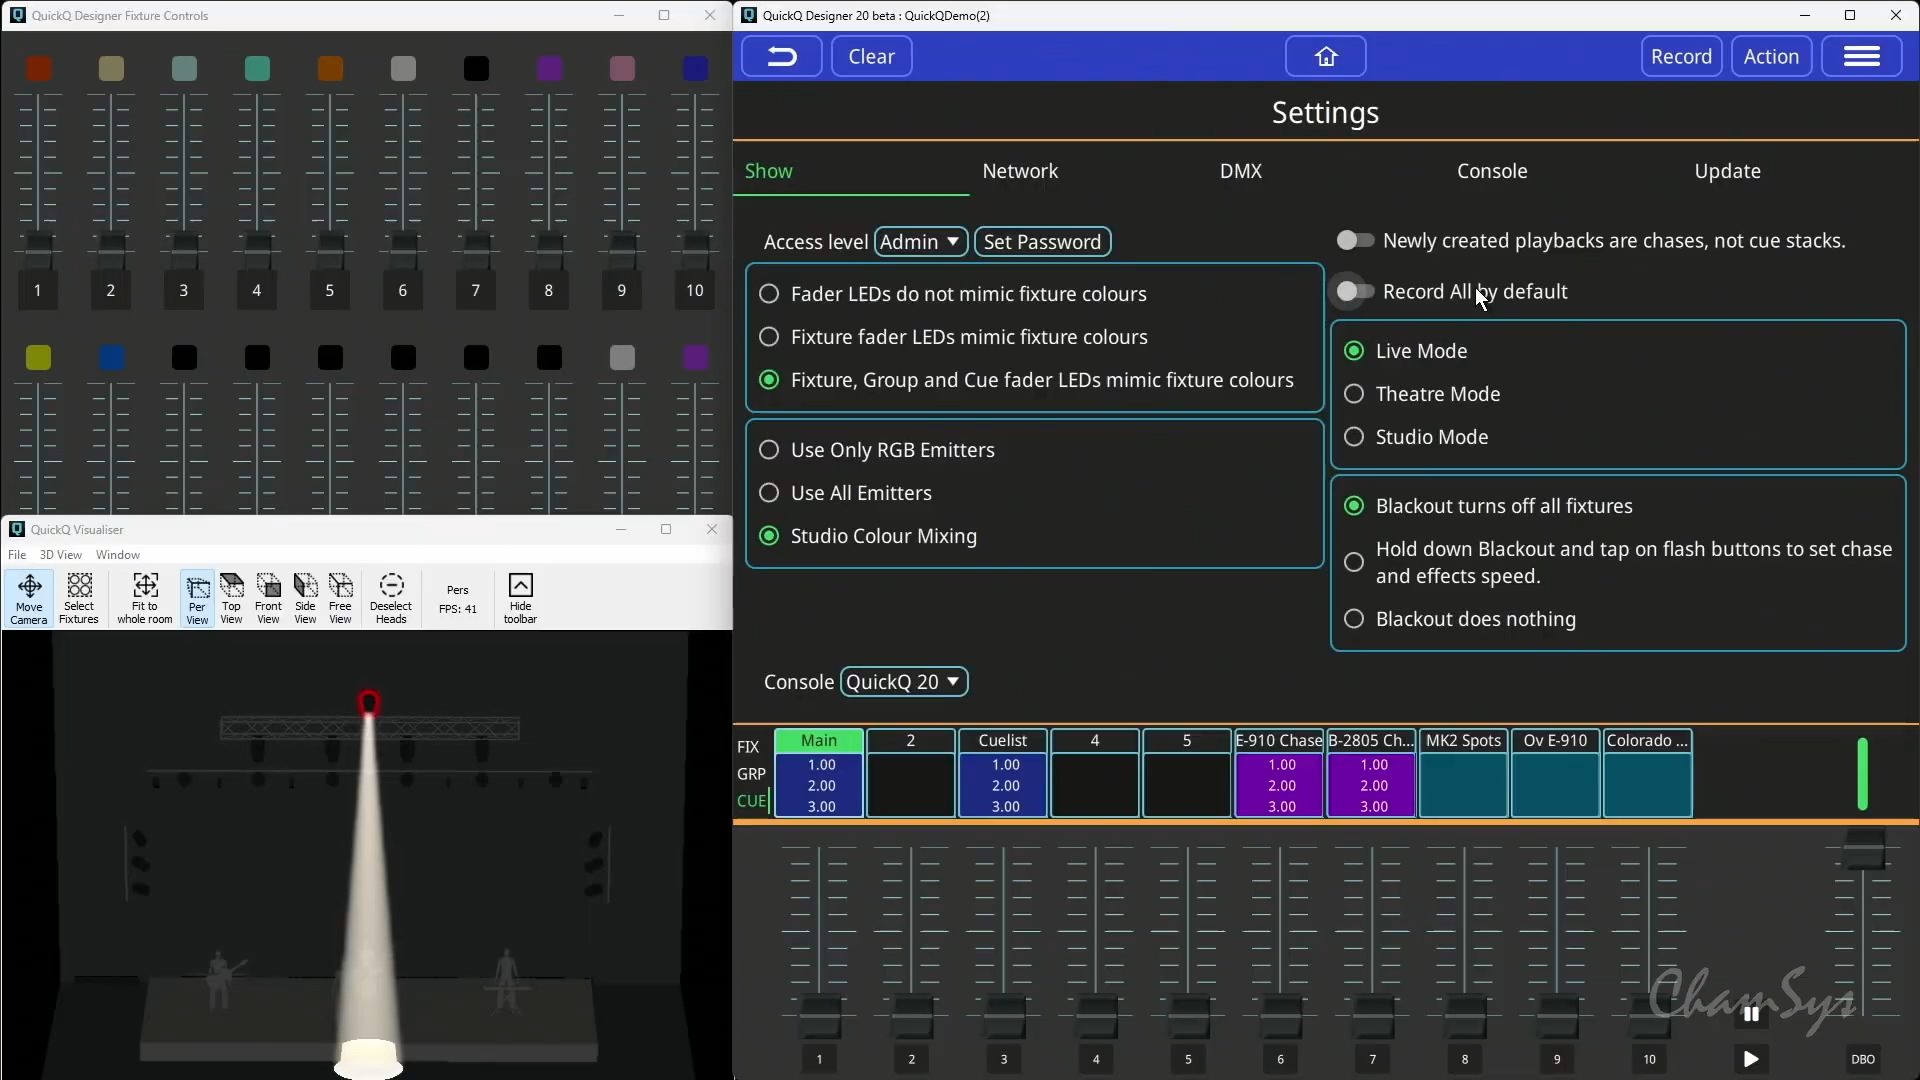 QuickQ Designer Fixture Controls
1 2 3 4 5 6 7 8 9 10
QuickQ Visualiser
File 3D View Window
Move Camera
Select Fixtures
Fit to whole room
Per View
Top View
Front View
Side View
Free View
Deselect Heads
Pers
FPS: 41
Hide toolbar
QuickQ Designer 20 beta : QuickQDemo(2)
Clear
Record
Action
Settings
Show Network DMX Console Update
Access level Admin Set Password
Fader LEDs do not mimic fixture colours
Fixture fader LEDs mimic fixture colours
Fixture, Group and Cue fader LEDs mimic fixture colours
Use Only RGB Emitters
Use All Emitters
Studio Colour Mixing
Newly created playbacks are chases, not cue stacks.
Record All by default
Live Mode
Theatre Mode
Studio Mode
Blackout turns off all fixtures
Hold down Blackout and tap on flash buttons to set chase
and effects speed.
Blackout does nothing
Console QuickQ 20
FIX
GRP
CUE
Main 2 Cuelist 4 5 E-910 Chase B-2805 Ch... MK2 Spots Ov E-910 Colorado ...
1.00 1.00 1.00 1.00
2.00 2.00 2.00 2.00
3.00 3.00 3.00 3.00
ChamSys
1 2 3 4 5 6 7 8 9 10 DBO